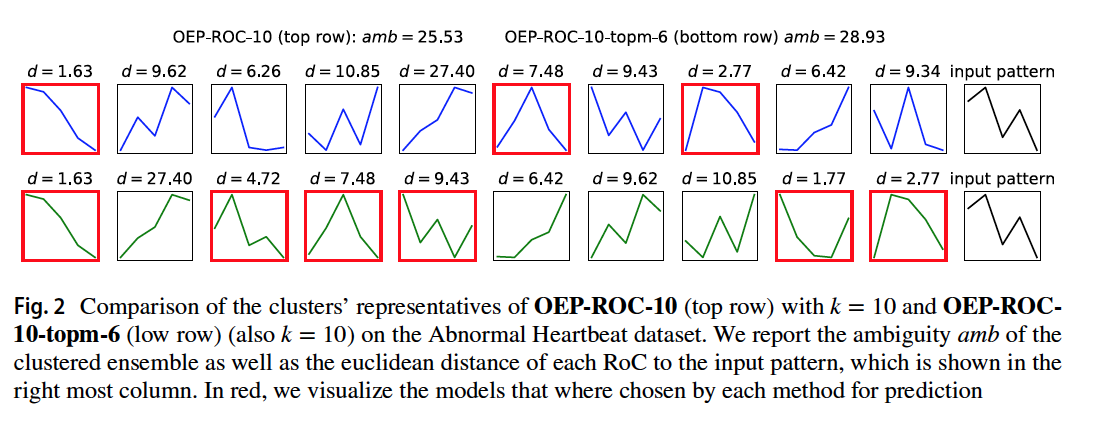 OEP-ROC-10 (top row): amb = 25.53 OEP-ROC-10-topm-6 (bottom row) amb = 28.93
d = 1.63 d = 9.62 d = 6.26 d = 10.85 d = 27.40 d = 7.48 d = 9.43 d = 2.77 d = 6.42 d = 9.34 input pattern
d = 1.63 d = 27.40 d = 4.72 d = 7.48 d = 9.43 d = 6.42 d = 9.62 d = 10.85 d = 1.77 d = 2.77 input pattern
Fig. 2 Comparison of the clusters' representatives of OEP-ROC-10 (top row) with k = 10 and OEP-ROC-
10-topm-6 (low row) (also k = 10) on the Abnormal Heartbeat dataset. We report the ambiguity amb of the
clustered ensemble as well as the euclidean distance of each RoC to the input pattern, which is shown in the
right most column. In red, we visualize the models that where chosen by each method for prediction